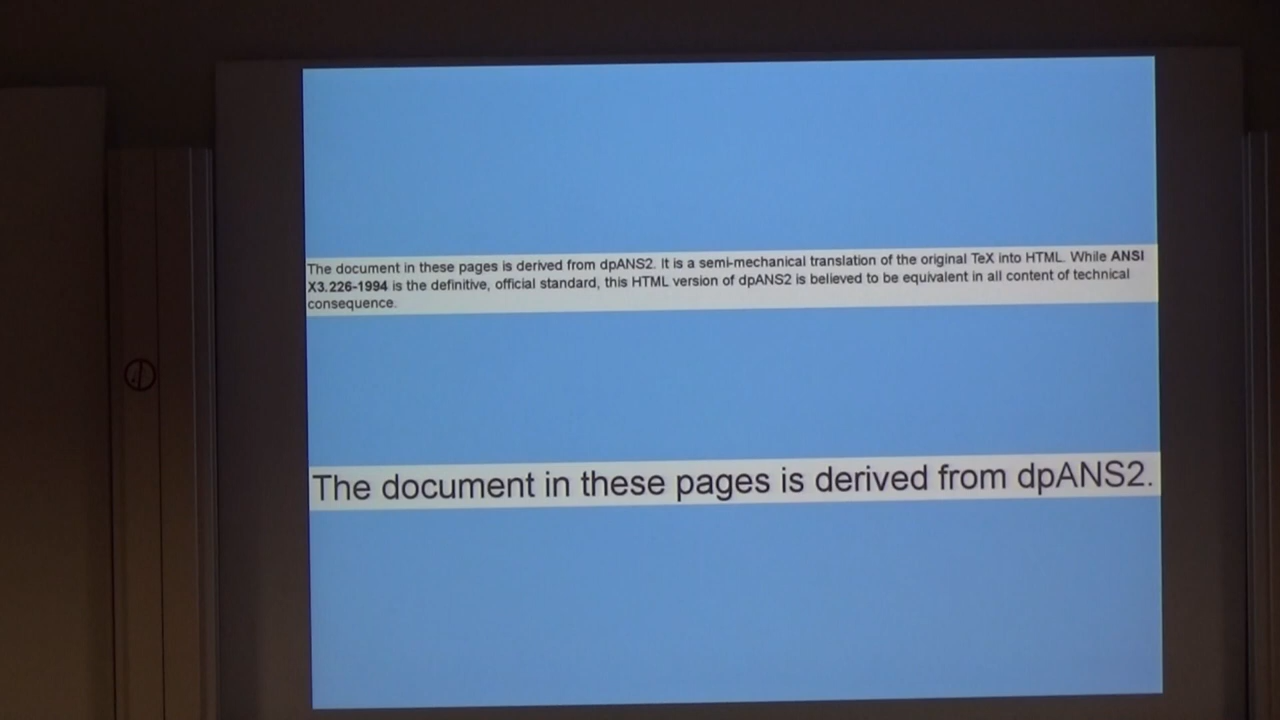 The document in these pages is derived from dpANS2. It is a semi-mechanical translation of the original TeX into HTML. While ANSI
X3.226-1994 is the definitive, official standard, this HTML version of dpANS2 is believed to be equivalent in all content of technical
consequence.
The document in these pages is derived from dpANS2.